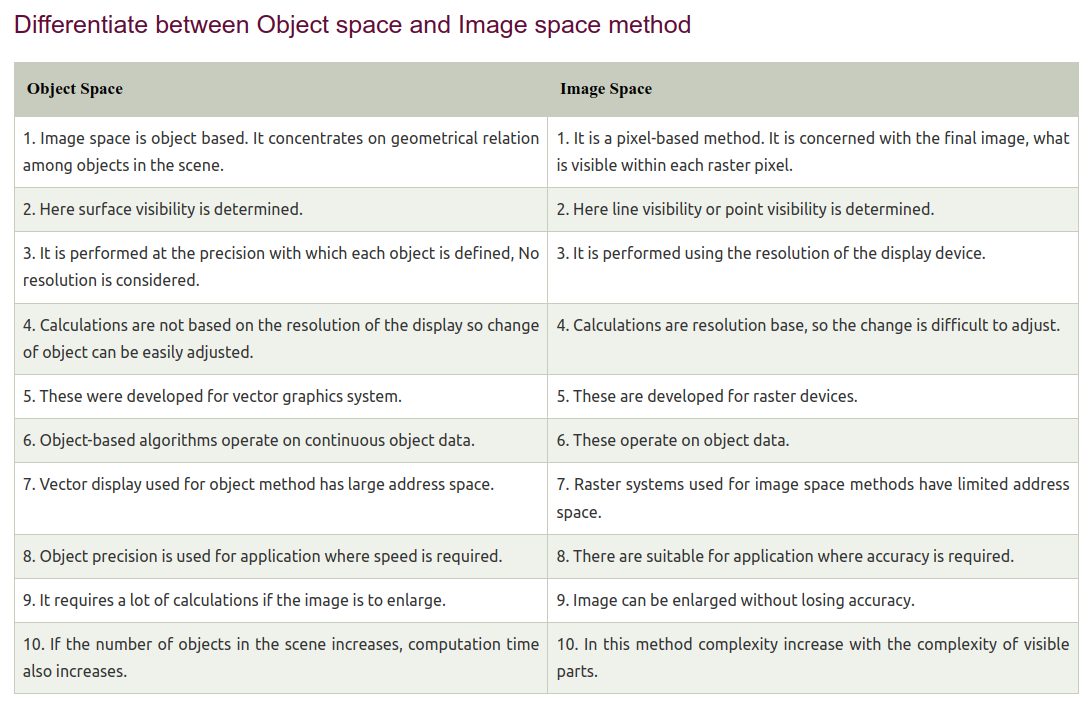 Differentiate between Object space and Image space method
Object Space
Image Space
1. Image space is object based. It concentrates on geometrical relation
among objects in the scene.
1. It is a pixel-based method. It is concerned with the final image, what
is visible within each raster pixel.
2. Here surface visibility is determined.
2. Here line visibility or point visibility is determined.
3. It is performed at the precision with which each object is defined, No
resolution is considered.
3. It is performed using the resolution of the display device.
4. Calculations are not based on the resolution of the display so change
of object can be easily adjusted.
4. Calculations are resolution base, so the change is difficult to adjust.
5. These were developed for vector graphics system.
5. These are developed for raster devices.
6. Object-based algorithms operate on continuous object data.
6. These operate on object data.
7. Vector display used for object method has large address space.
7. Raster systems used for image space methods have limited address
space.
8. Object precision is used for application where speed is required.
8. There are suitable for application where accuracy is required.
9. It requires a lot of calculations if the image is to enlarge.
9. Image can be enlarged without losing accuracy.
10. If the number of objects in the scene increases, computation time
also increases.
10. In this method complexity increase with the complexity of visible
parts.